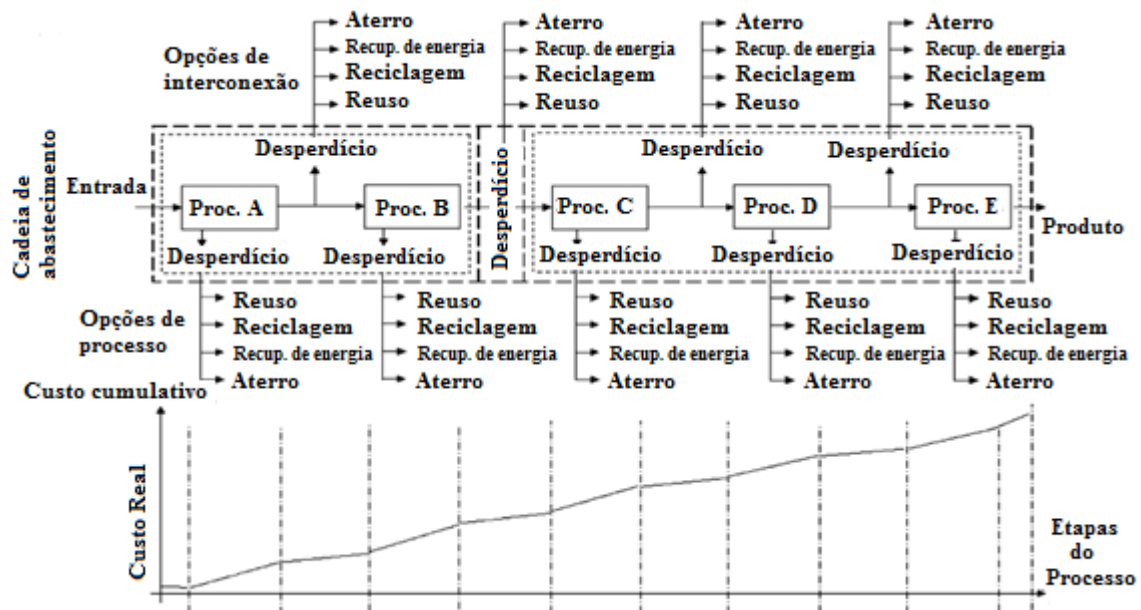 Opções de
interconexão
Aterro
Recup. de energia
Reciclagem
Reuso
Aterro
Recup. de energia
Reciclagem
Reuso
Aterro
Recup. de energia
Reciclagem
Reuso
Aterro
Recup. de energia
Reciclagem
Reuso
Cadeia de
abastecimento
Entrada
Desperdício
Desperdício
Desperdício
Desperdício
Proc. A
Proc. B
Proc. C
Proc. D
Proc. E
Produto
Desperdício
Desperdício
Desperdício
Desperdício
Desperdício
Opções de
processo
Reuso
Reciclagem
Recup. de energia
Aterro
Reuso
Reciclagem
Recup. de energia
Aterro
Reuso
Reciclagem
Recup. de energia
Aterro
Reuso
Reciclagem
Recup. de energia
Aterro
Reuso
Reciclagem
Recup. de energia
Aterro
Custo cumulativo
Custo Real
Etapas
do
Processo